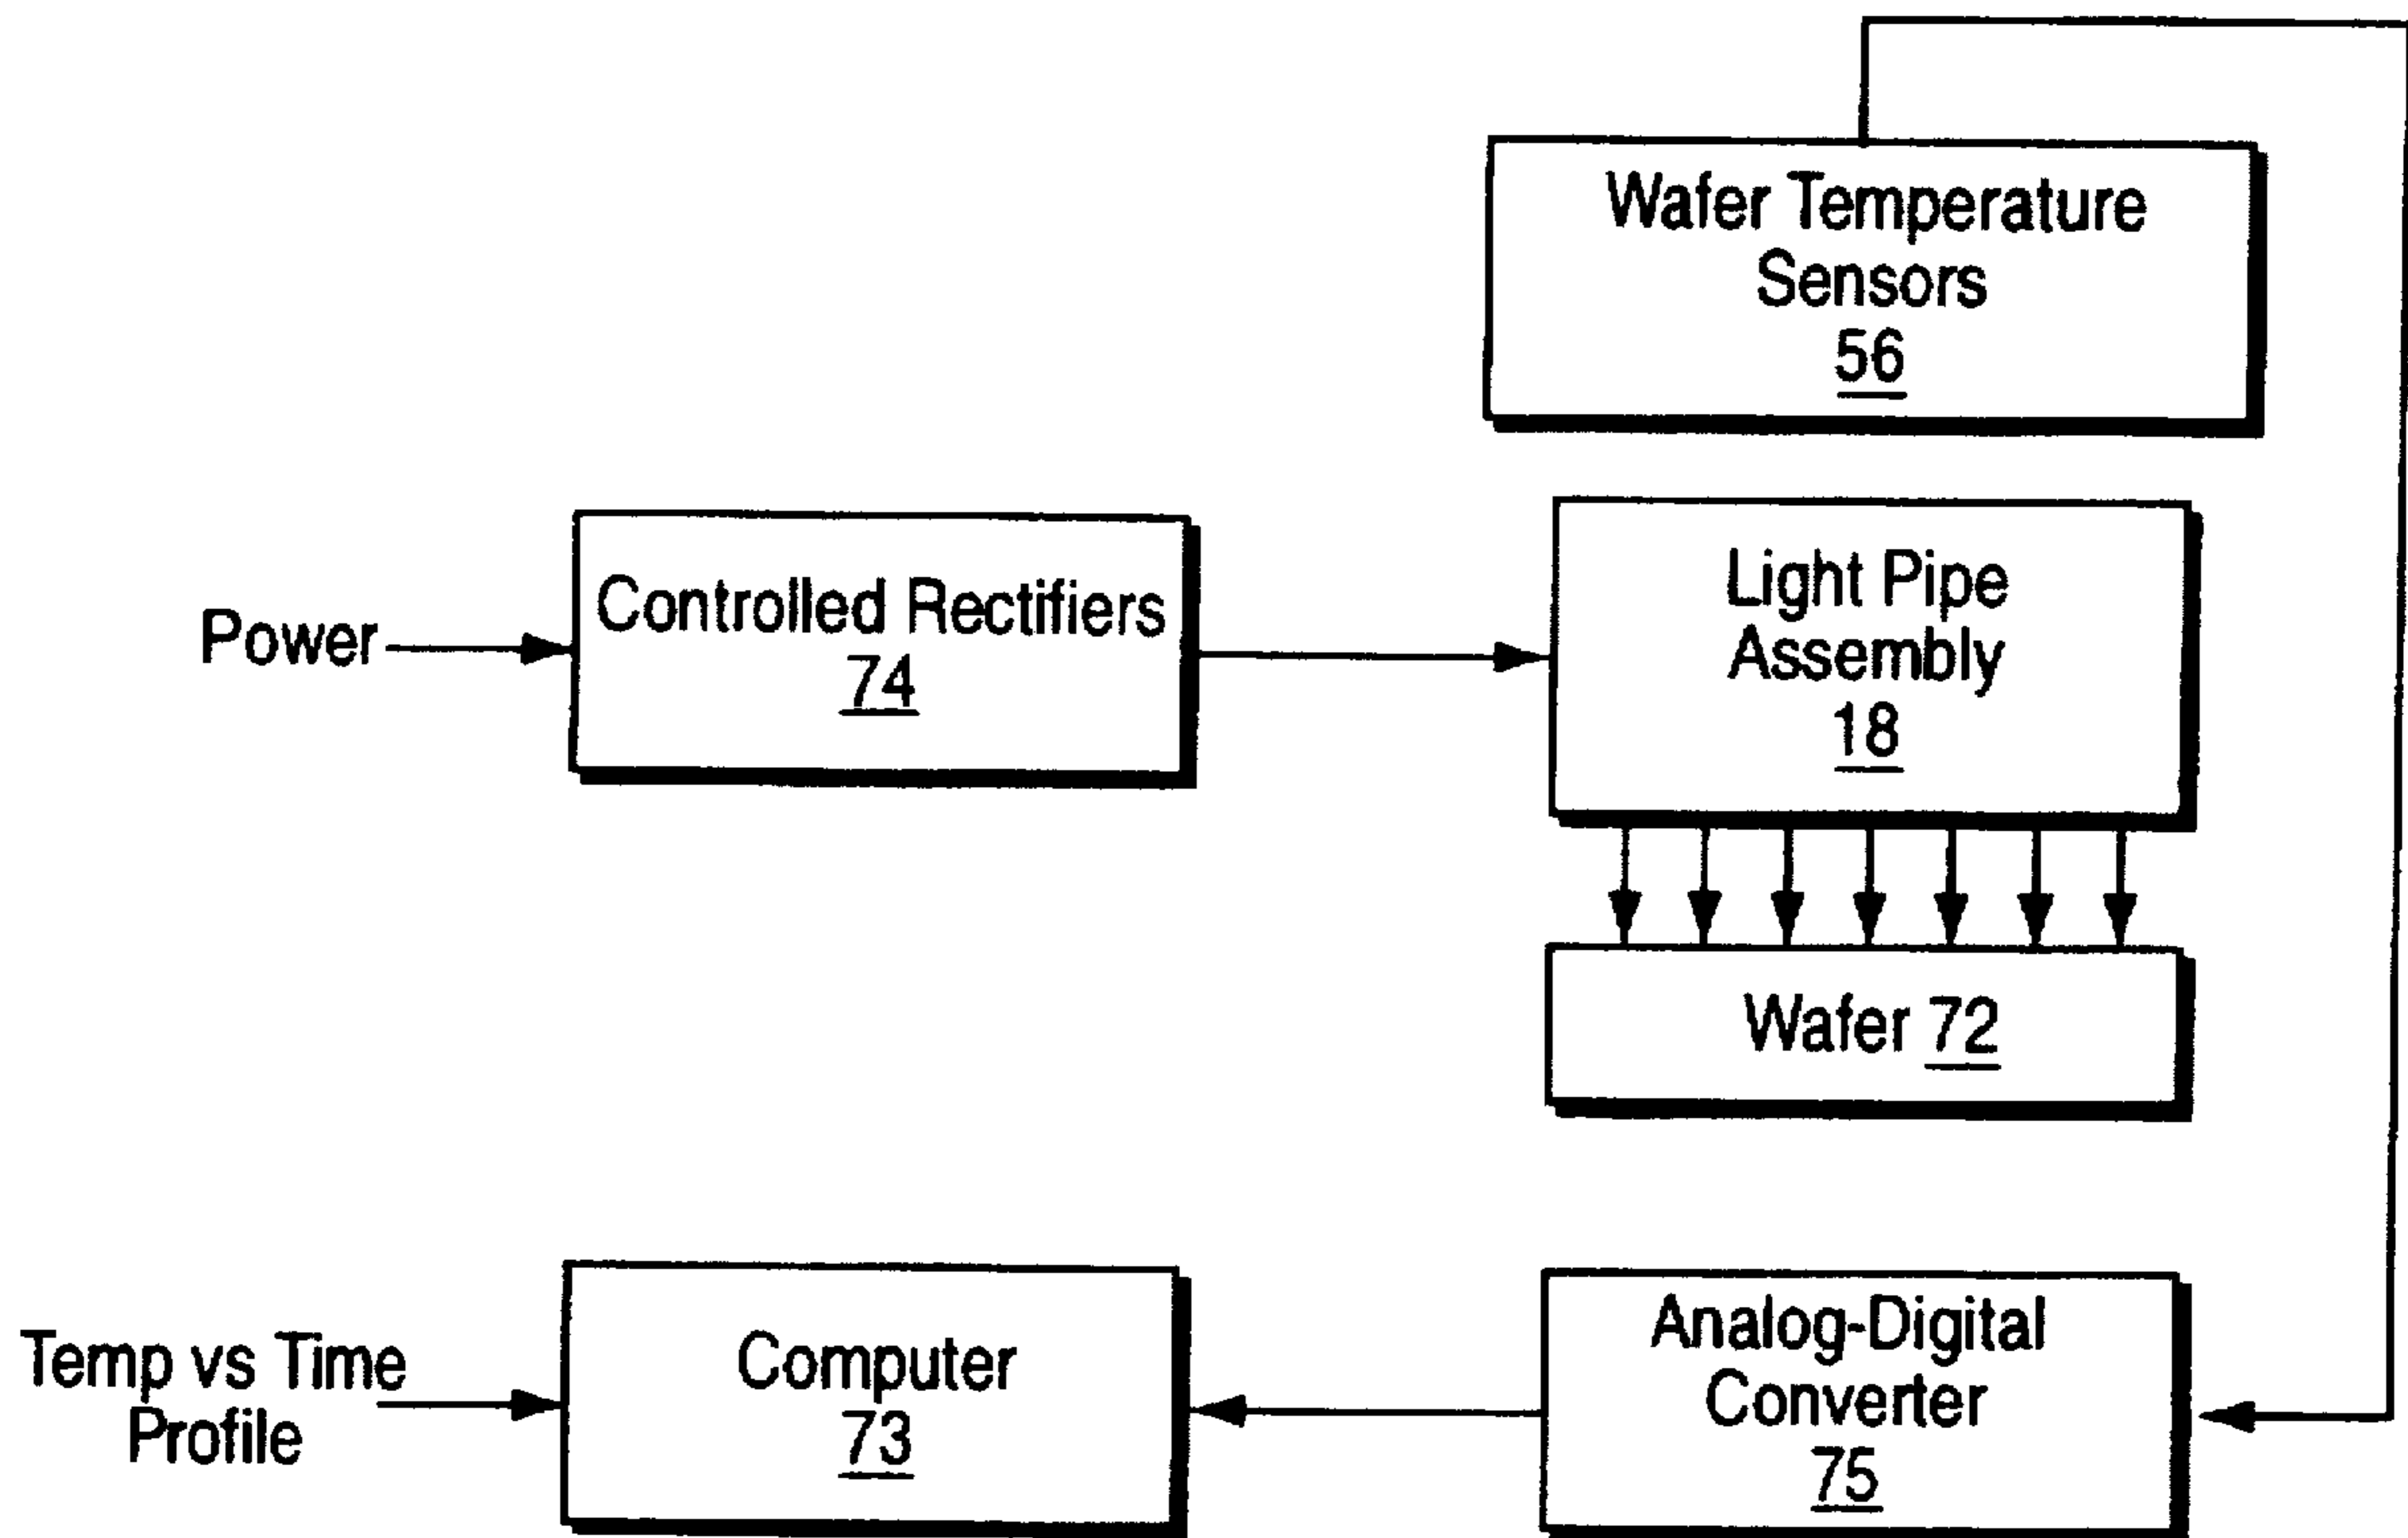 Wafer Temperature
Sensors
56
Power
Controlled Rectifiers
74
Light Pipe
Assembly
18
Wafer 72
Temp vs Time
Profile
Computer
73
Analog-Digital
Converter
75